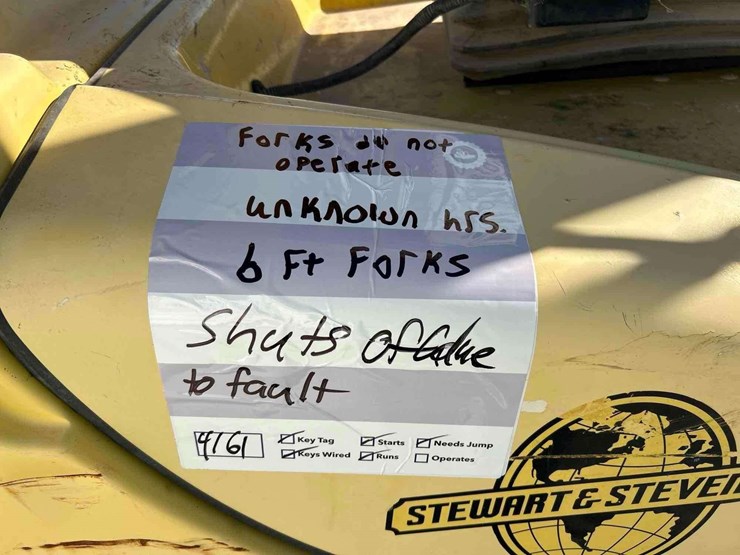 Forks do not
operate
unknown hrs.
6 Ft Forks
Shuts off due
to fault
4161
Key Tag Starts Needs Jump
Keys Wired Runs Operates
STEWART & STEVE